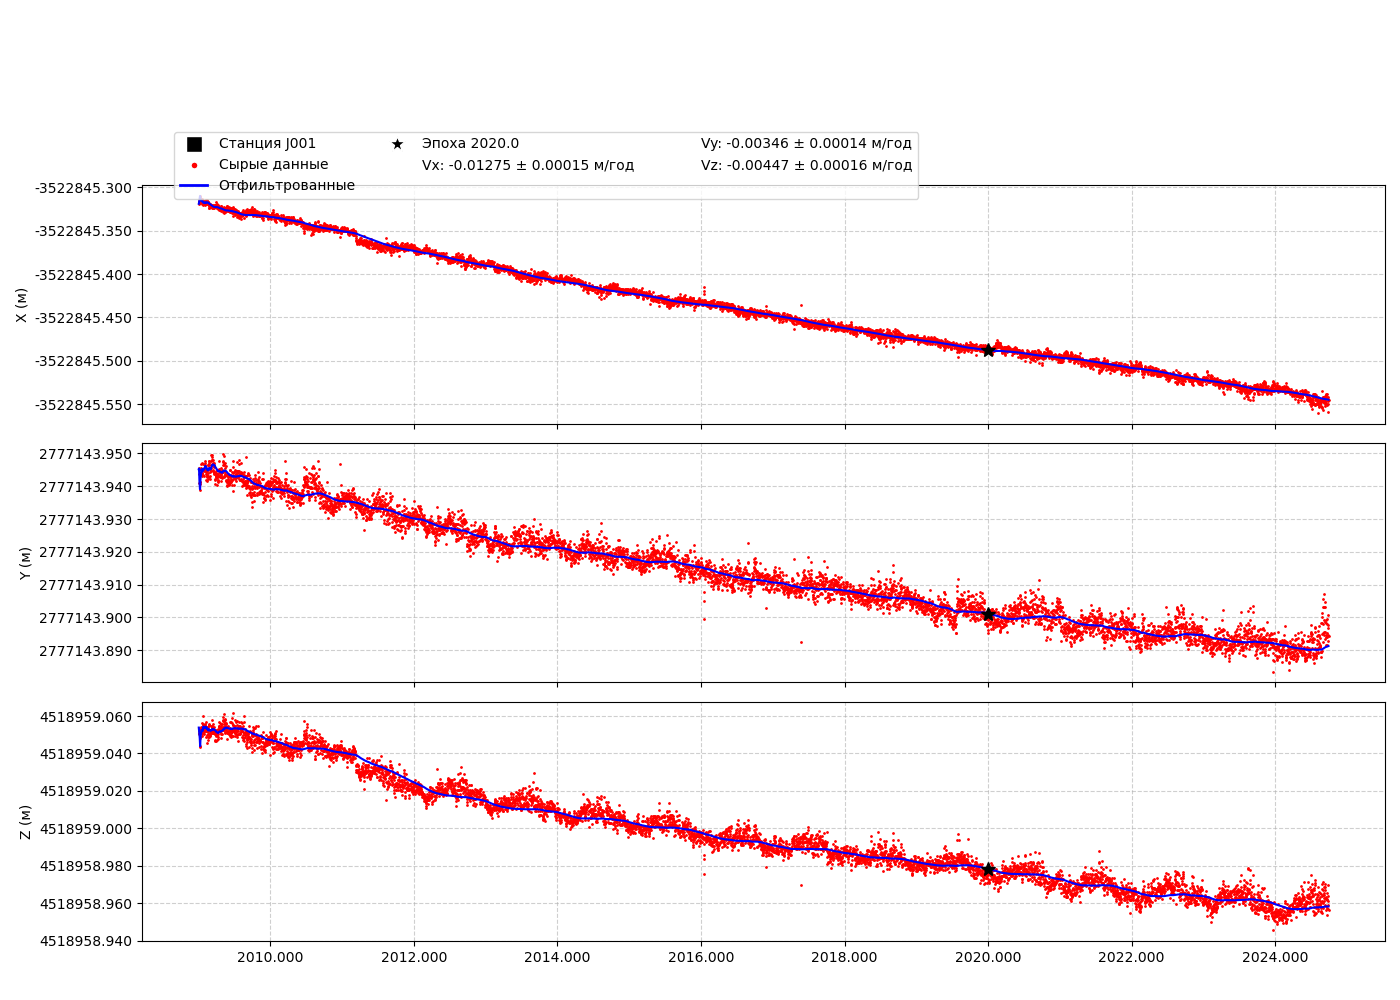 Станция J001
Сырые данные
Отфильтрованные
Эпоха 2020.0
Vx: -0.01275 ± 0.00015 м/год
Vy: -0.00346 ± 0.00014 м/год
Vz: -0.00447 ± 0.00016 м/год
X (м)
-3522845.300
-3522845.350
-3522845.400
-3522845.450
-3522845.500
-3522845.550
Y (м)
2777143.950
2777143.940
2777143.930
2777143.920
2777143.910
2777143.900
2777143.890
Z (м)
4518959.060
4518959.040
4518959.020
4518959.000
4518958.980
4518958.960
4518958.940
2010.000 2012.000 2014.000 2016.000 2018.000 2020.000 2022.000 2024.000